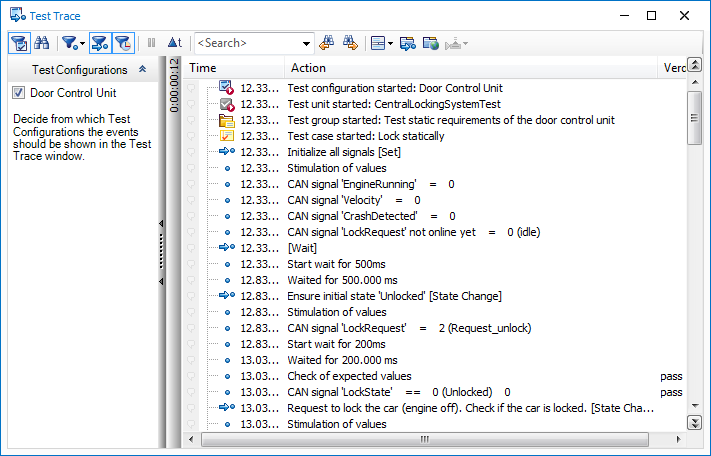 Test Trace
Δt
<Search>
Test Configurations
Door Control Unit
Decide from which Test
Configurations the events
should be shown in the Test
Trace window.
0:00:00:12
Time Action Verd
12.33... Test configuration started: Door Control Unit
12.33... Test unit started: CentralLockingSystemTest
12.33... Test group started: Test static requirements of the door control unit
12.33... Test case started: Lock statically
12.33... Initialize all signals [Set]
12.33... Stimulation of values
12.33... CAN signal 'EngineRunning' = 0
12.33... CAN signal 'Velocity' = 0
12.33... CAN signal 'CrashDetected' = 0
12.33... CAN signal 'LockRequest' not online yet = 0 (idle)
12.33... [Wait]
12.33... Start wait for 500ms
12.83... Waited for 500.000 ms
12.83... Ensure initial state 'Unlocked' [State Change]
12.83... Stimulation of values
12.83... CAN signal 'LockRequest' = 2 (Request_unlock)
12.83... Start wait for 200ms
13.03... Waited for 200.000 ms
13.03... Check of expected values pass
13.03... CAN signal 'LockState' == 0 (Unlocked) 0 pass
13.03... Request to lock the car (engine off). Check if the car is locked. [State Cha...
13.03... Stimulation of values